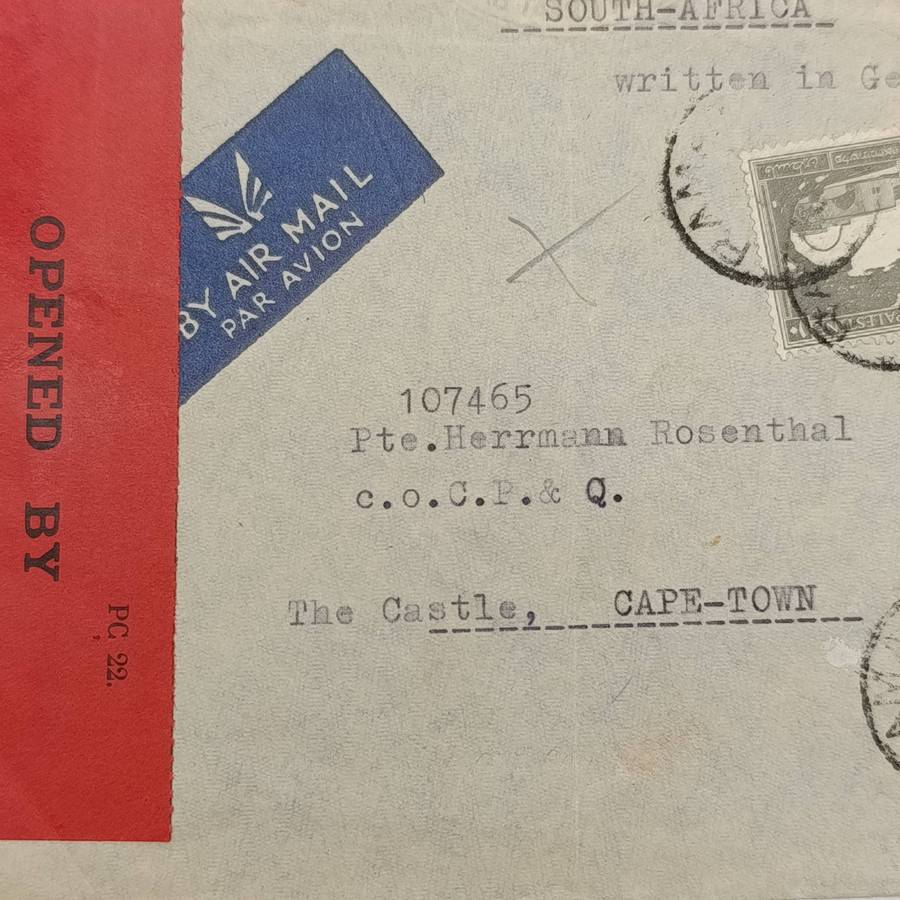 SOUTH-AFRICA
written in Ge
BY AIR MAIL
PAR AVION
107465
Pte.Herrmann Rosenthal
c.o.C.P.& Q.
The Castle, CAPE-TOWN
OPENED BY
PC, 22.
PALESTIN